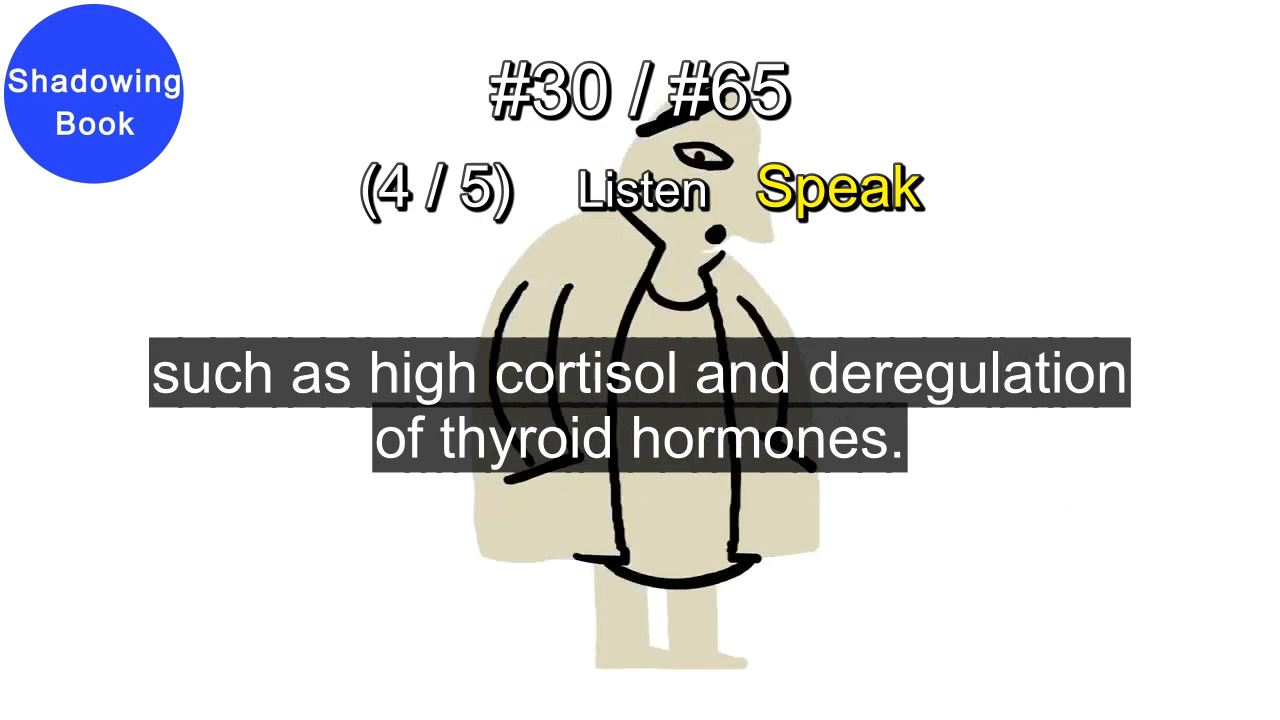 Shadowing
Book
#30 / #65
(4 / 5) Listen Speak
such as high cortisol and deregulation
of thyroid hormones.